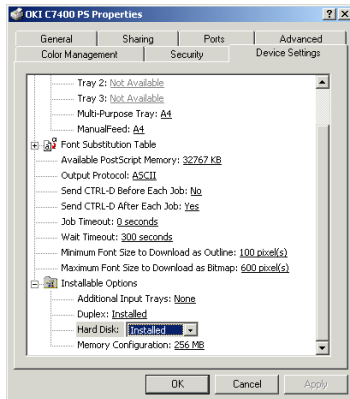 OKI C7400 PS Properties
General Sharing Ports Advanced
Color Management Security Device Settings
Tray 2: Not Available
Tray 3: Not Available
Multi-Purpose Tray: A4
ManualFeed: A4
Font Substitution Table
Available PostScript Memory: 32767 KB
Output Protocol: ASCII
Send CTRL-D Before Each Job: No
Send CTRL-D After Each Job: Yes
Job Timeout: 0 seconds
Wait Timeout: 300 seconds
Minimum Font Size to Download as Outline: 100 pixel(s)
Maximum Font Size to Download as Bitmap: 600 pixel(s)
Installable Options
Additional Input Trays: None
Duplex: Installed
Hard Disk: Installed
Memory Configuration: 256 MB
OK Cancel Apply